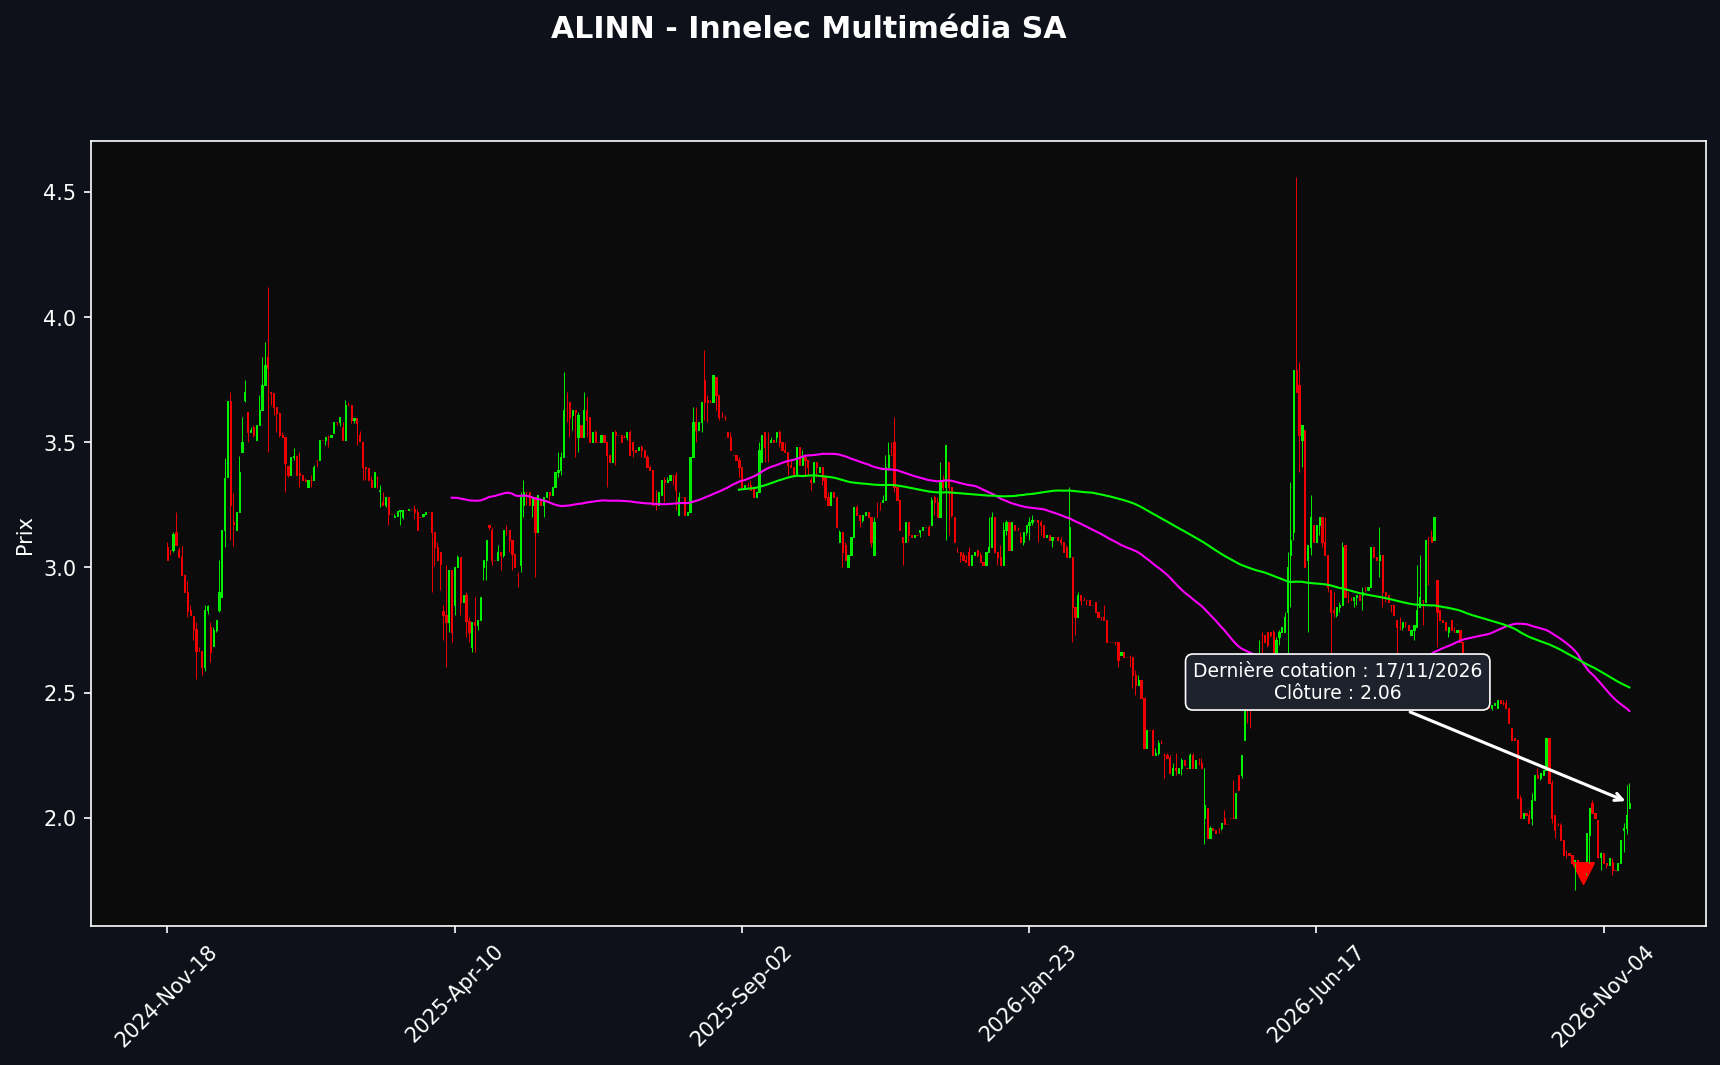 ALINN - Innelec Multimédia SA
Prix
4.5
4.0
3.5
3.0
2.5
2.0
Dernière cotation : 17/11/2026
Clôture : 2.06
2024-Nov-18
2025-Apr-10
2025-Sep-02
2026-Jan-23
2026-Jun-17
2026-Nov-04